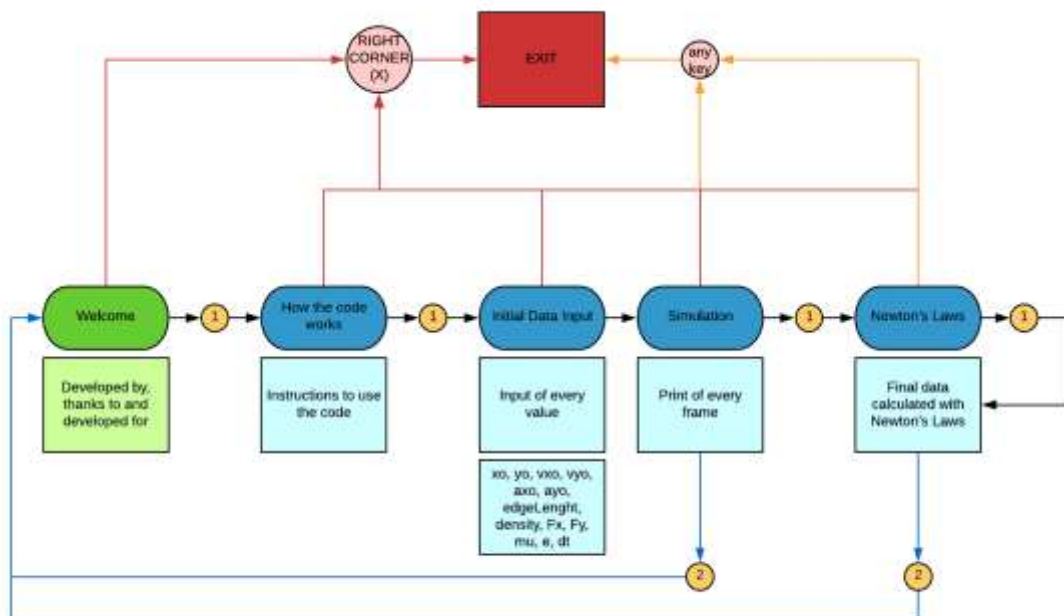 RIGHT
CORNER
(X)
EXIT
any
key
Welcome
1
How the code
works
1
Initial Data Input
Simulation
1
Newton's Laws
1
Developed by,
thanks to and
developed for
Instructions to use
the code
Input of every
value
Print of every
frame
Final data
calculated with
Newton's Laws
xo, yo, vxo, vyo,
axo, ayo,
edgeLenght,
density, Fx, Fy,
mu, e, dt
2
2